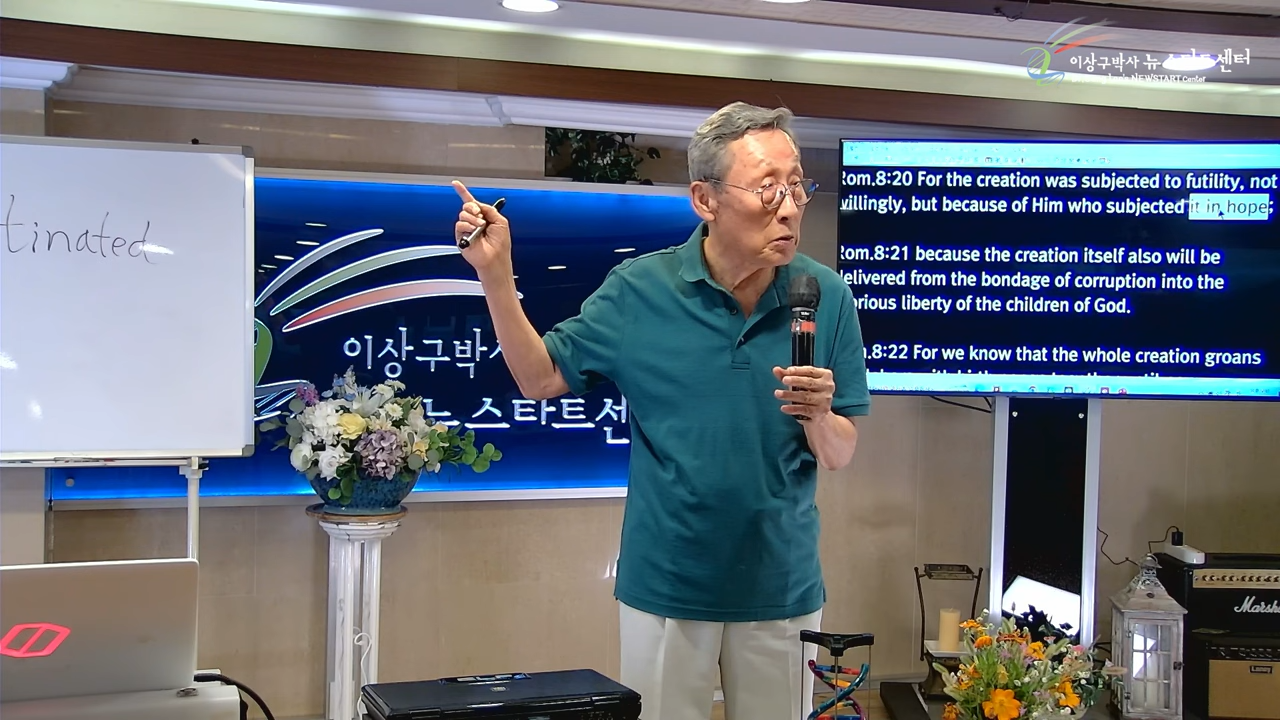 이상구박사 뉴스타트센터
NEWSTART Center
tinated
이상구박사
뉴스타트센
Rom.8:20 For the creation was subjected to futility, not
willingly, but because of Him who subjected it in hope;
Rom.8:21 because the creation itself also will be
delivered from the bondage of corruption into the
glorious liberty of the children of God.
8:22 For we know that the whole creation groans
Marshall
Laney